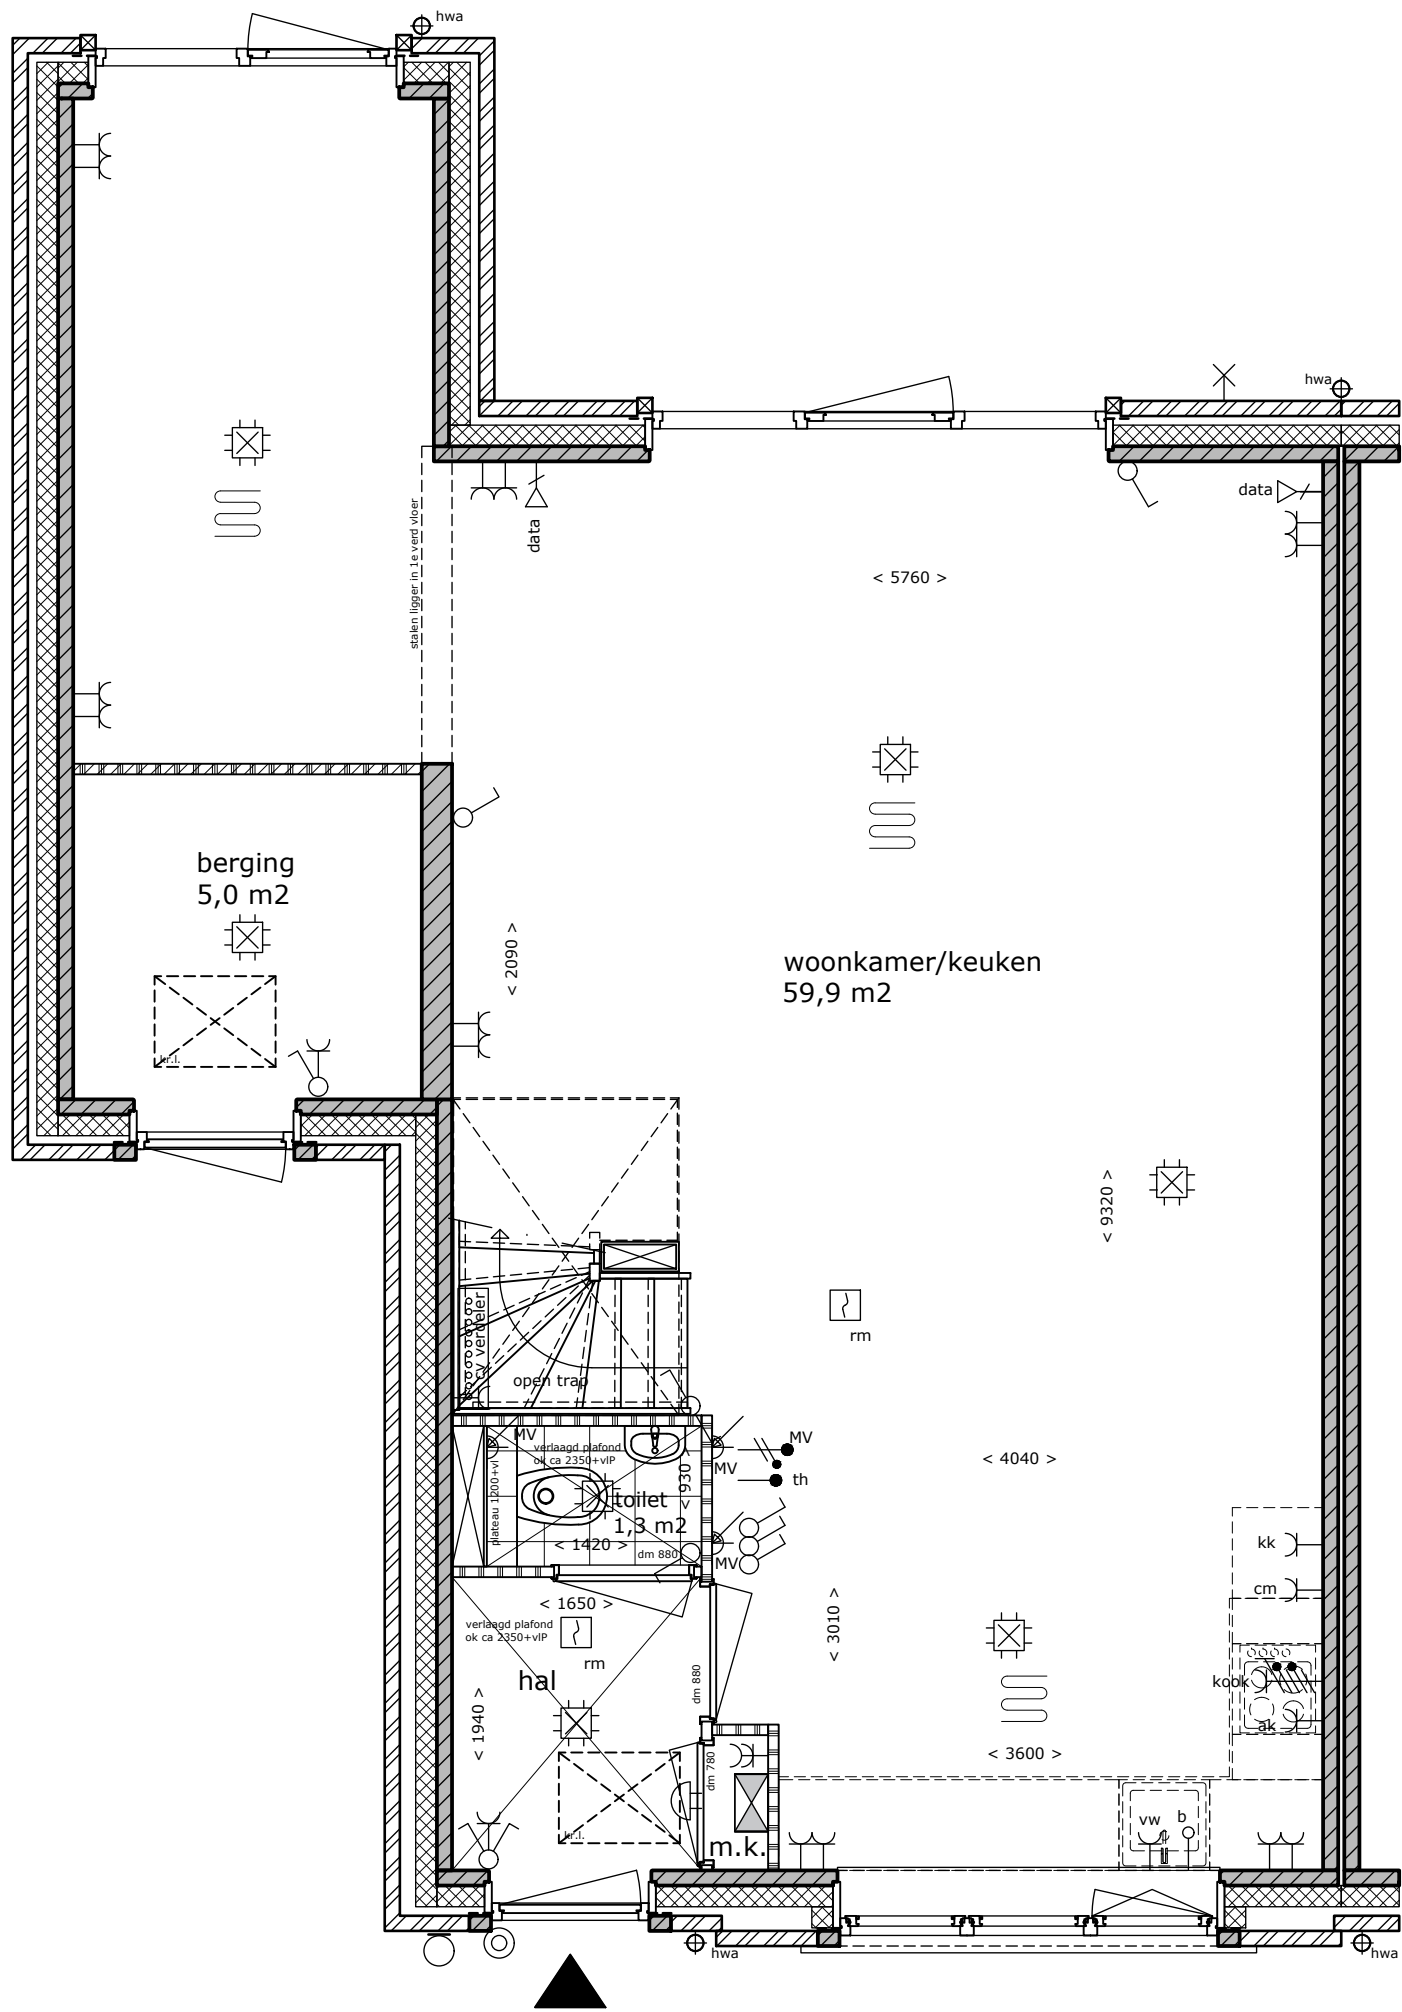 hwa
hwa
data
data
stalen ligger in 1e verd vloer
< 5760 >
berging
5,0 m2
< 2090 >
woonkamer/keuken
59,9 m2
kr.l.
< 9320 >
rm
cv verdeler
open trap
MV
verlaagd plafond
ok ca 2350+vlP
MV
MV
th
< 930 >
plateau 1200+vl
toilet
1,3 m2
< 1420 >
dm 880
MV
< 4040 >
kk
cm
< 1650 >
verlaagd plafond
ok ca 2350+vlP
rm
hal
< 3010 >
dm 880
kook
ak
< 1940 >
dm 780
< 3600 >
kr.l.
m.k.
vw
b
hwa
hwa